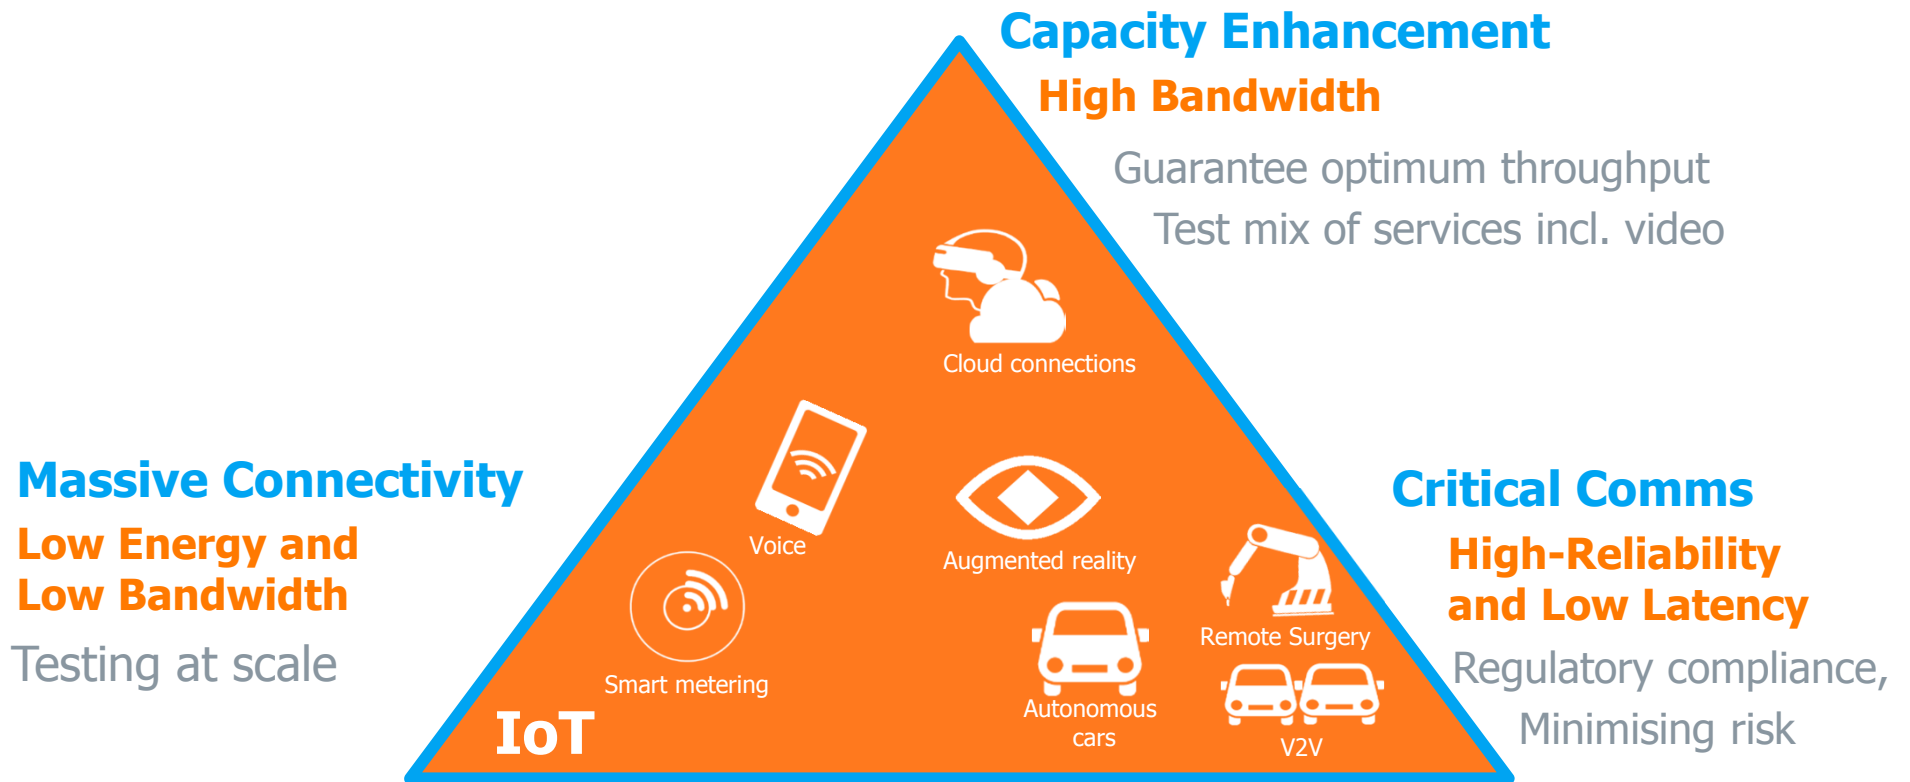 Capacity Enhancement
High Bandwidth
Guarantee optimum throughput
Test mix of services incl. video
Cloud connections
Massive Connectivity
Low Energy and
Low Bandwidth
Testing at scale
Voice
Augmented reality
Smart metering
IoT
Autonomous
cars
Remote Surgery
V2V
Critical Comms
High-Reliability
and Low Latency
Regulatory compliance,
Minimising risk